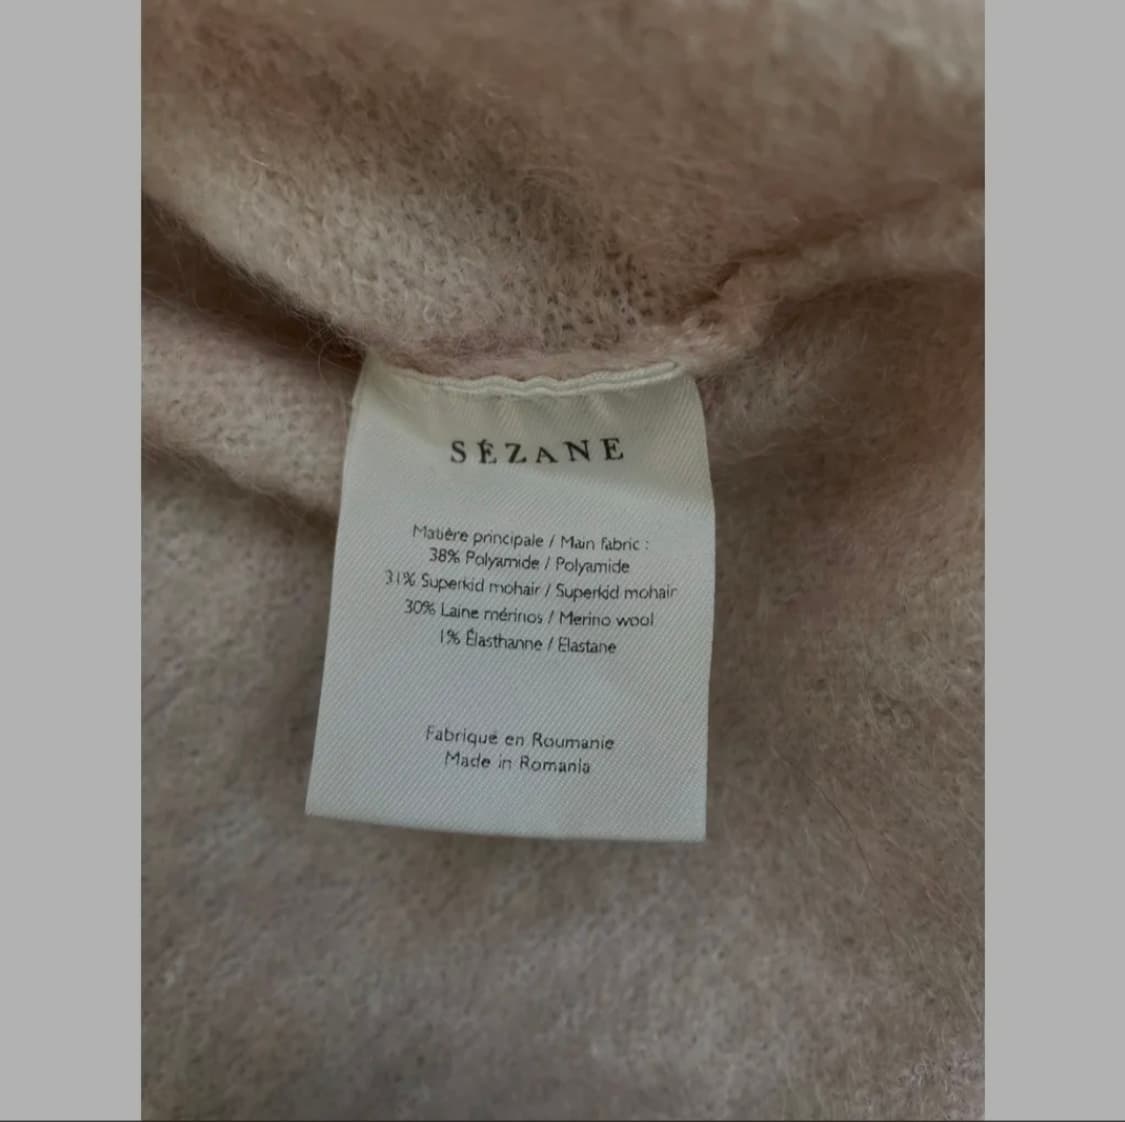 SÉZANE
Matière principale / Main fabric :
38% Polyamide / Polyamide
31% Superkid mohair / Superkid mohair
30% Laine mérinos / Merino wool
1% Élasthanne / Elastane
Fabriqué en Roumanie
Made in Romania